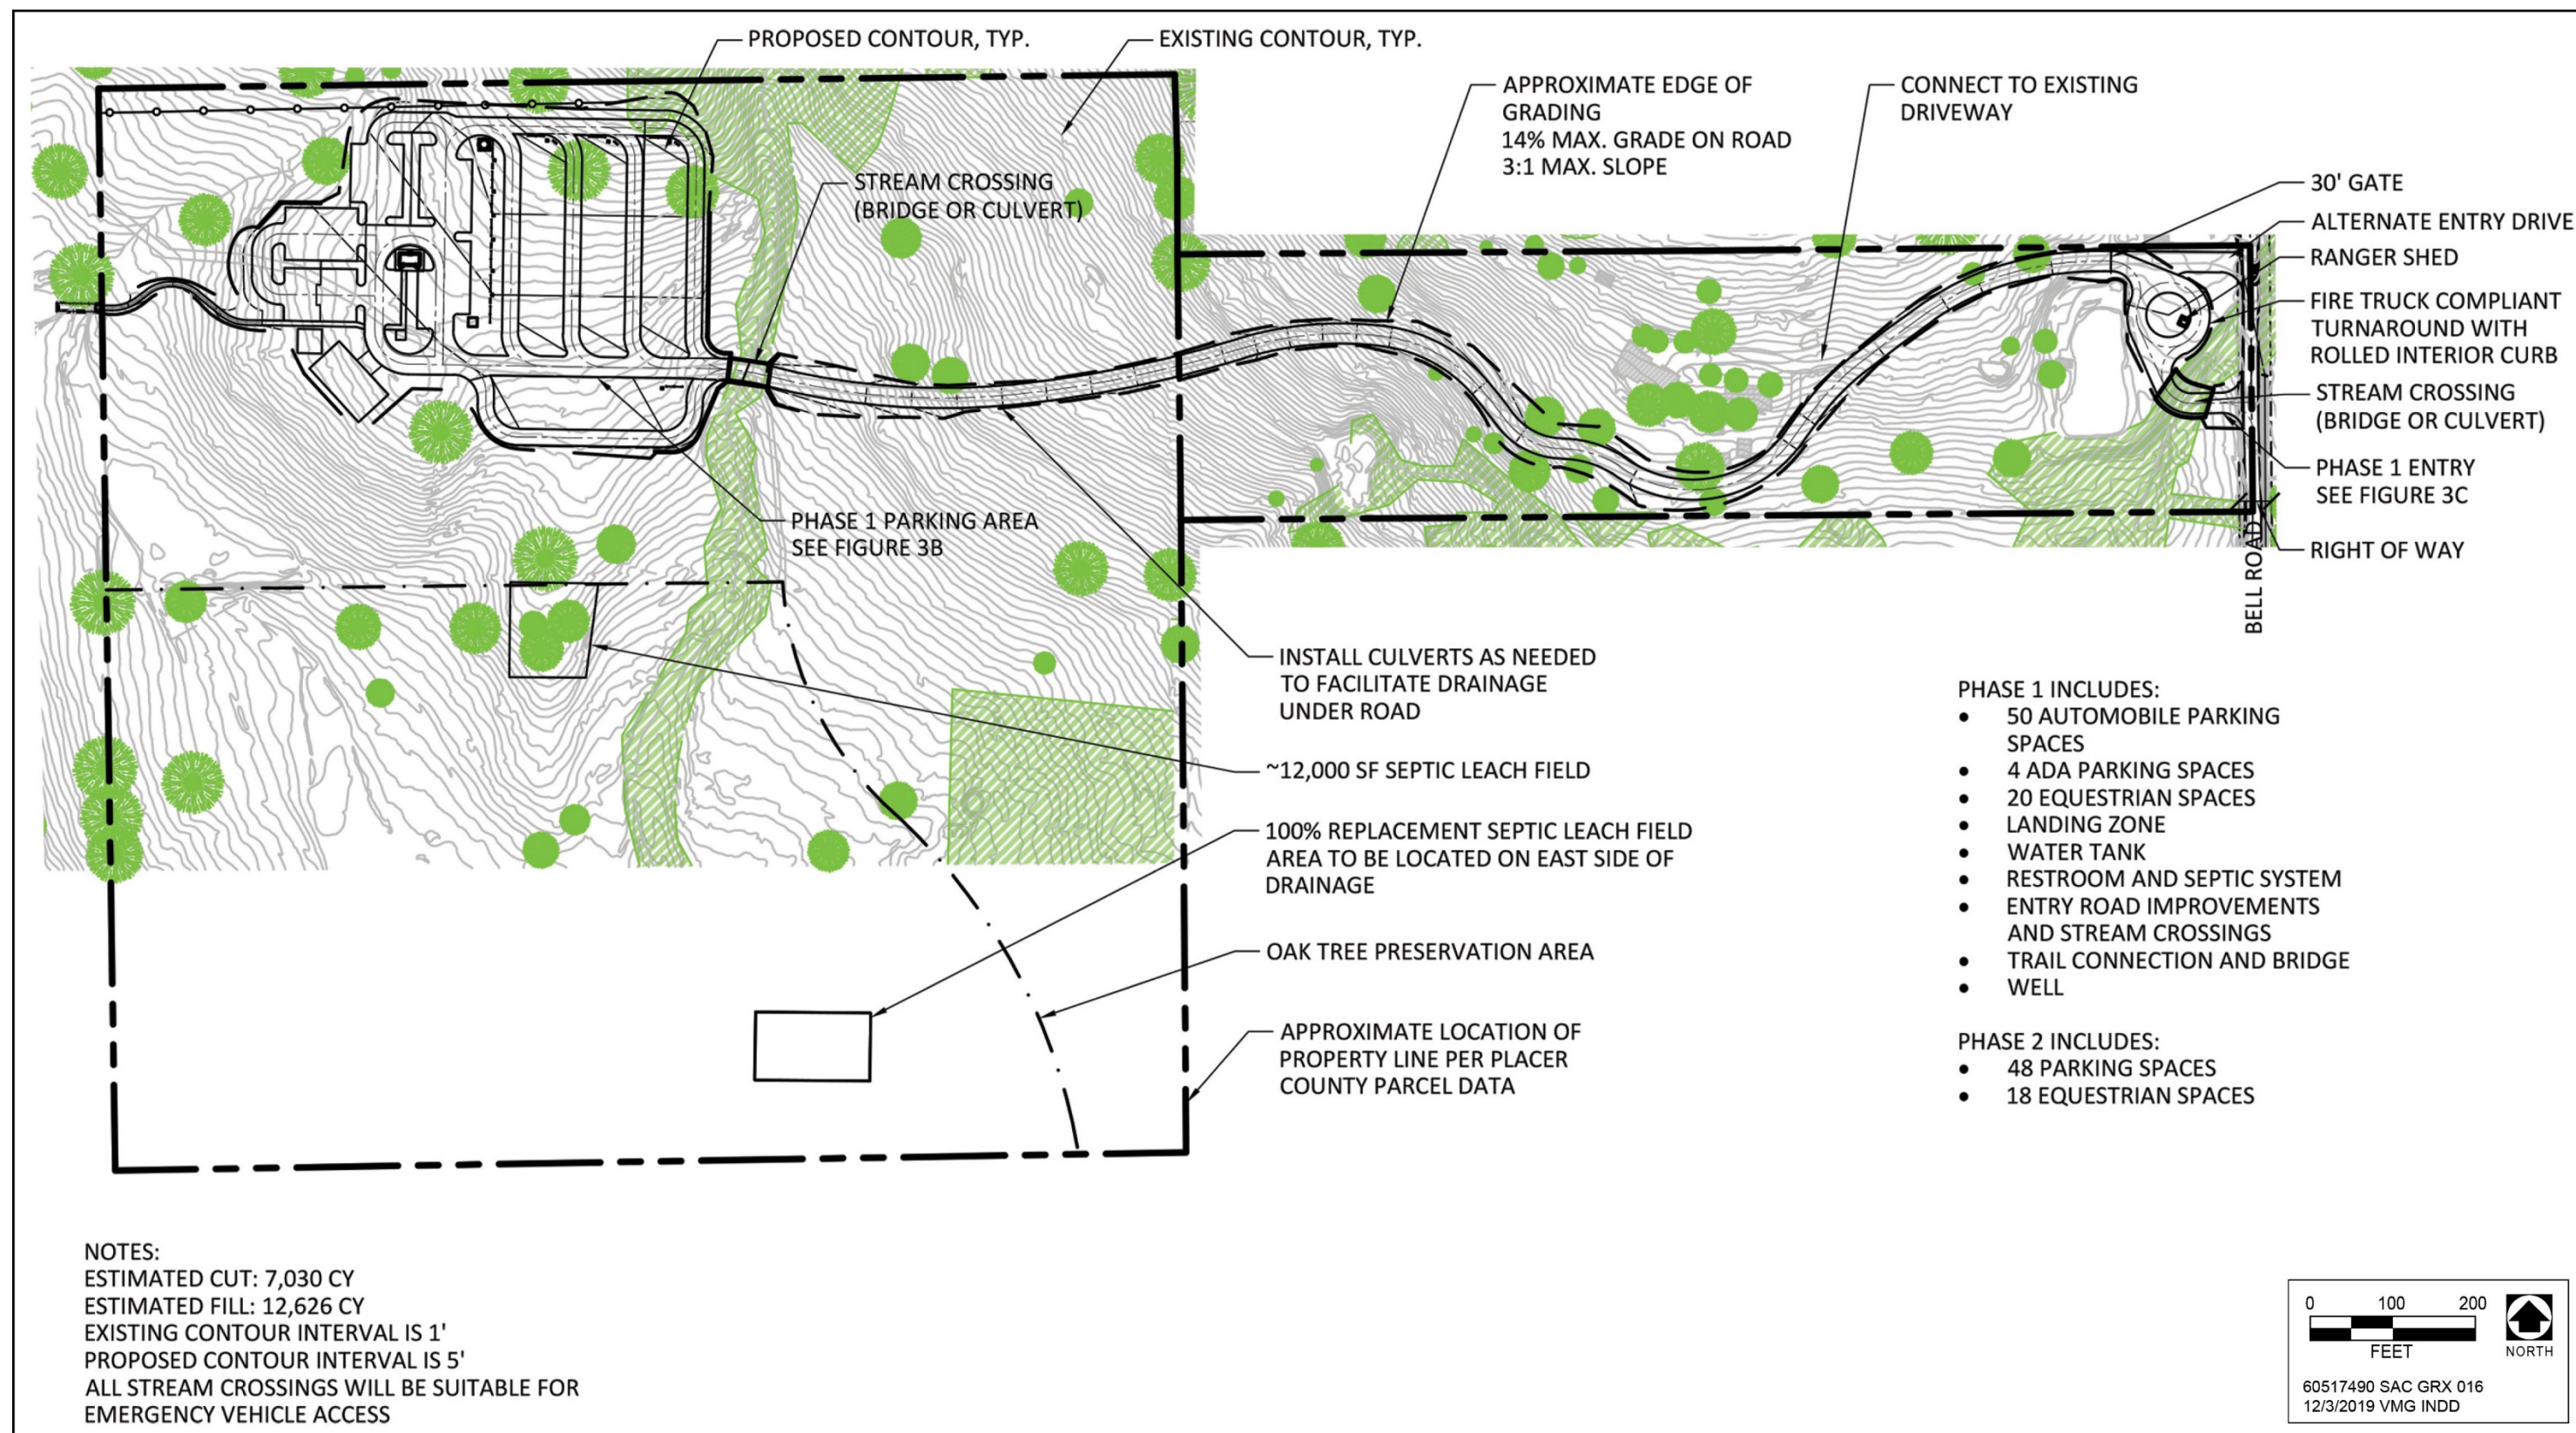 PROPOSED CONTOUR, TYP.
EXISTING CONTOUR, TYP.
APPROXIMATE EDGE OF
GRADING
14% MAX. GRADE ON ROAD
3:1 MAX. SLOPE
CONNECT TO EXISTING
DRIVEWAY
STREAM CROSSING
(BRIDGE OR CULVERT)
30' GATE
ALTERNATE ENTRY DRIVE
RANGER SHED
FIRE TRUCK COMPLIANT
TURNAROUND WITH
ROLLED INTERIOR CURB
STREAM CROSSING
(BRIDGE OR CULVERT)
PHASE 1 ENTRY
SEE FIGURE 3C
RIGHT OF WAY
BELL ROAD
PHASE 1 PARKING AREA
SEE FIGURE 3B
INSTALL CULVERTS AS NEEDED
TO FACILITATE DRAINAGE
UNDER ROAD
~12,000 SF SEPTIC LEACH FIELD
100% REPLACEMENT SEPTIC LEACH FIELD
AREA TO BE LOCATED ON EAST SIDE OF
DRAINAGE
OAK TREE PRESERVATION AREA
APPROXIMATE LOCATION OF
PROPERTY LINE PER PLACER
COUNTY PARCEL DATA
PHASE 1 INCLUDES:
• 50 AUTOMOBILE PARKING
SPACES
• 4 ADA PARKING SPACES
• 20 EQUESTRIAN SPACES
• LANDING ZONE
• WATER TANK
• RESTROOM AND SEPTIC SYSTEM
• ENTRY ROAD IMPROVEMENTS
AND STREAM CROSSINGS
• TRAIL CONNECTION AND BRIDGE
• WELL
PHASE 2 INCLUDES:
• 48 PARKING SPACES
• 18 EQUESTRIAN SPACES
NOTES:
ESTIMATED CUT: 7,030 CY
ESTIMATED FILL: 12,626 CY
EXISTING CONTOUR INTERVAL IS 1'
PROPOSED CONTOUR INTERVAL IS 5'
ALL STREAM CROSSINGS WILL BE SUITABLE FOR
EMERGENCY VEHICLE ACCESS
0 100 200
FEET
NORTH
60517490 SAC GRX 016
12/3/2019 VMG INDD